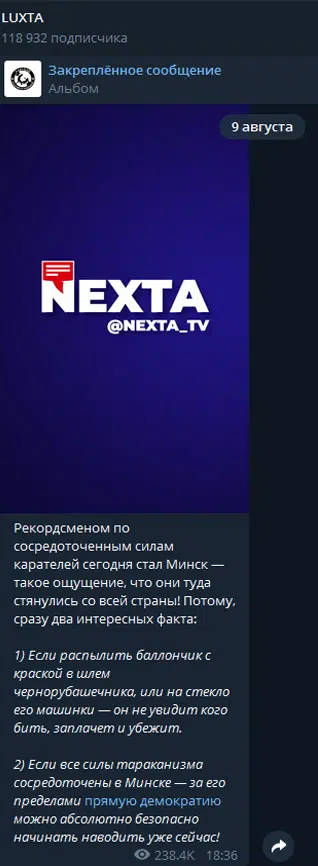 LUXTA
118 932 подписчика
Закреплённое сообщение
Альбом
9 августа
NEXTA
@NEXTA_TV
Рекордсменом по
сосредоточенным силам
карателей сегодня стал Минск —
такое ощущение, что они туда
стянулись со всей страны! Потому,
сразу два интересных факта:
1) Если распылить баллончик с
краской в шлем
чернорубашечника, или на стекло
его машинки — он не увидит кого
бить, заплачет и убежит.
2) Если все силы тараканизма
сосредоточены в Минске — за его
пределами прямую демократию
можно абсолютно безопасно
начинать наводить уже сейчас!
238.4K 18:36